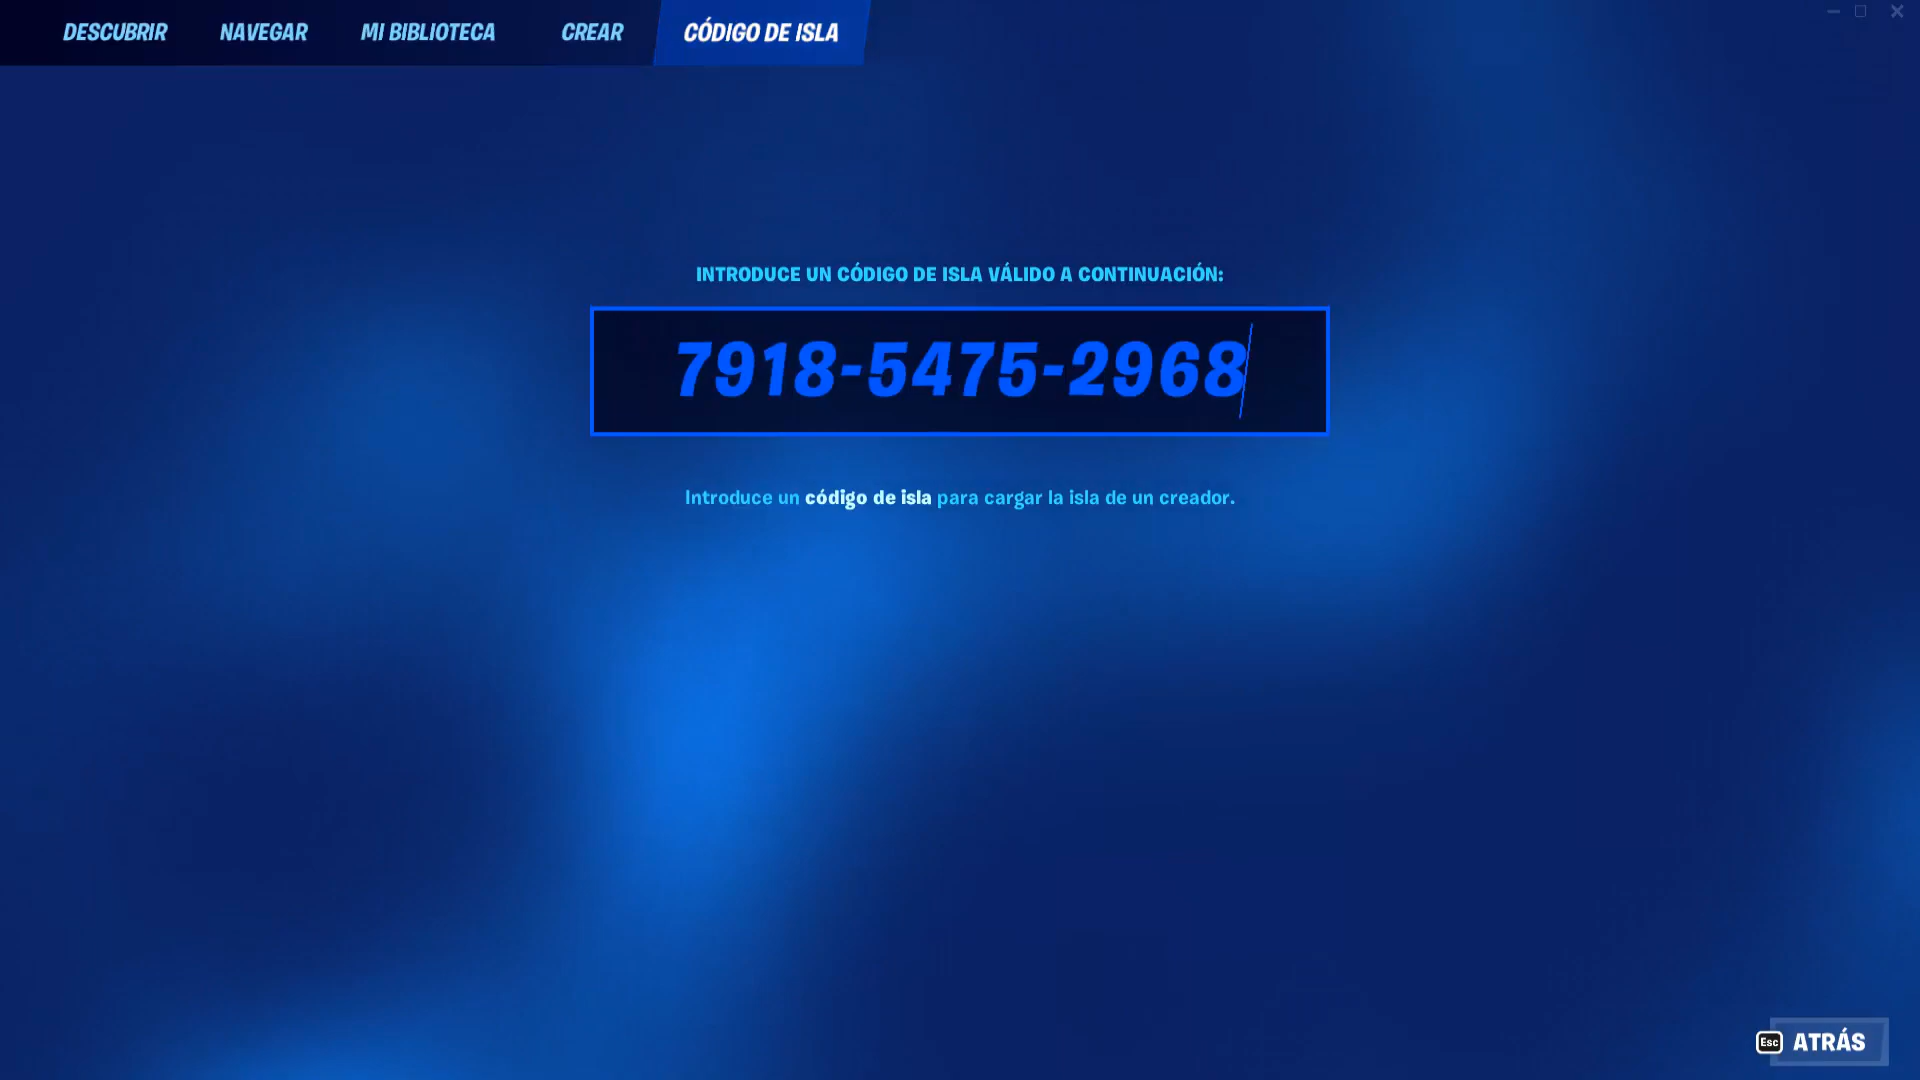 DESCUBRIR NAVEGAR MI BIBLIOTECA CREAR CÓDIGO DE ISLA
INTRODUCE UN CÓDIGO DE ISLA VÁLIDO A CONTINUACIÓN:
7918-5475-2968
Introduce un código de isla para cargar la isla de un creador.
Esc ATRÁS